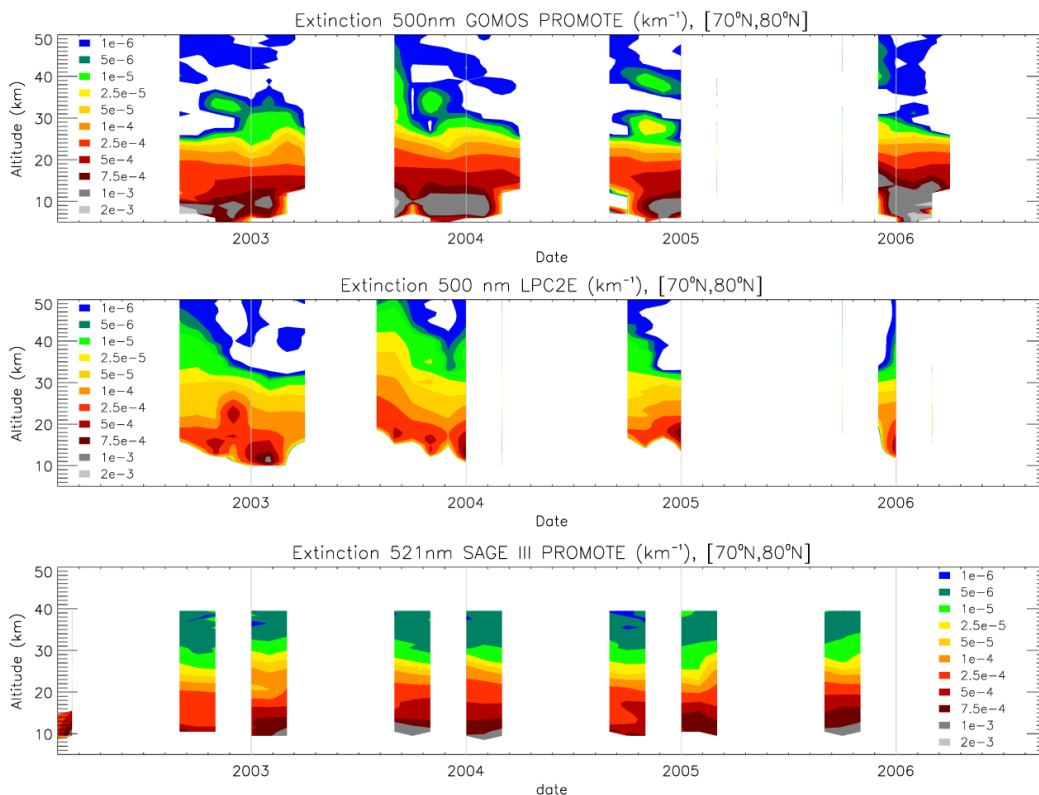 Extinction 500nm GOMOS PROMOTE (km⁻¹), [70°N,80°N]
Altitude (km)
50
40
30
20
10
1e-6
5e-6
1e-5
2.5e-5
5e-5
1e-4
2.5e-4
5e-4
7.5e-4
1e-3
2e-3
2003 2004 2005 2006
Date
Extinction 500 nm LPC2E (km⁻¹), [70°N,80°N]
Altitude (km)
50
40
30
20
10
1e-6
5e-6
1e-5
2.5e-5
5e-5
1e-4
2.5e-4
5e-4
7.5e-4
1e-3
2e-3
2003 2004 2005 2006
Date
Extinction 521nm SAGE III PROMOTE (km⁻¹), [70°N,80°N]
Altitude (km)
50
40
30
20
10
1e-6
5e-6
1e-5
2.5e-5
5e-5
1e-4
2.5e-4
5e-4
7.5e-4
1e-3
2e-3
2003 2004 2005 2006
date